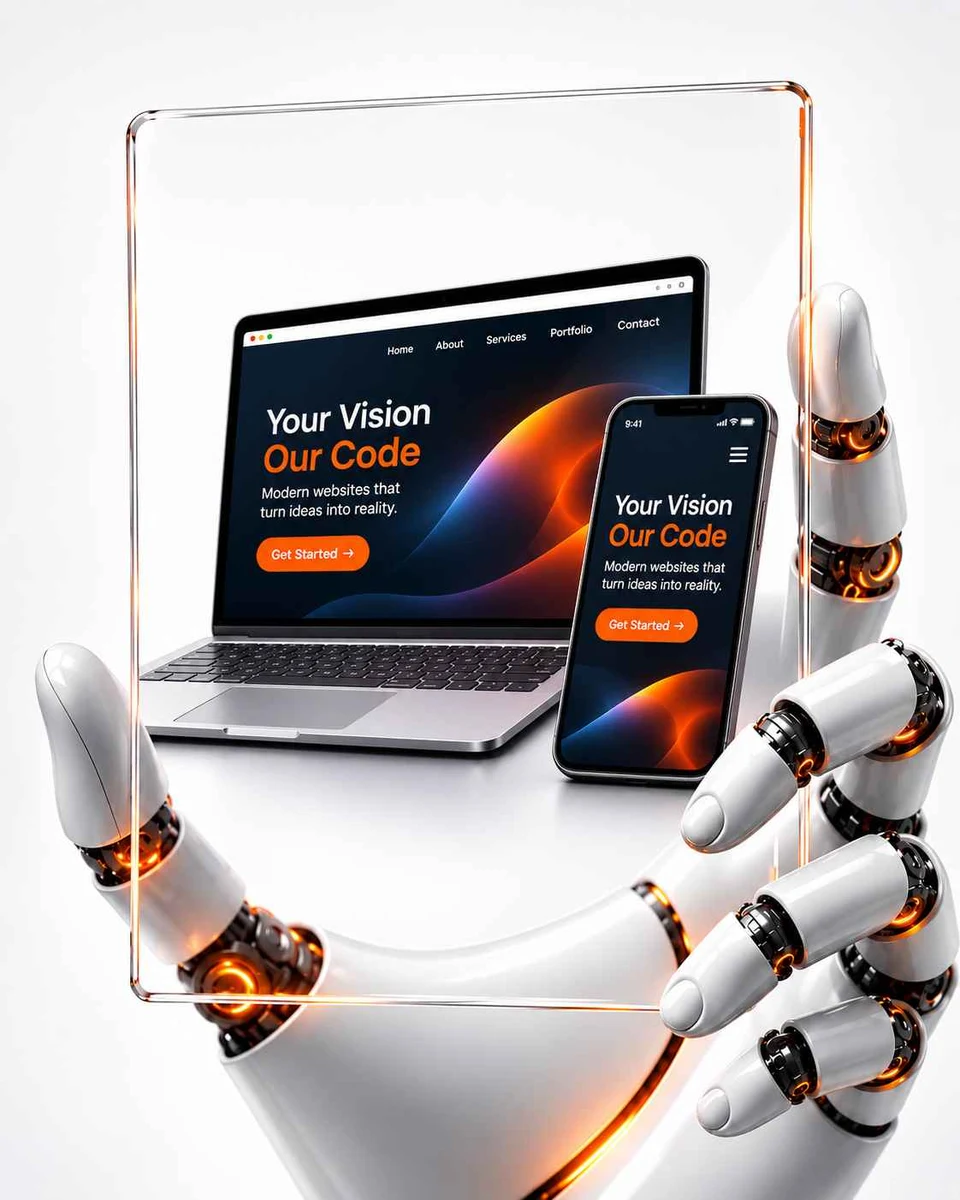 Home About Services Portfolio Contact
Your Vision
Our Code
Modern websites that
turn ideas into reality.
Get Started →
9:41
Your Vision
Our Code
Modern websites that
turn ideas into reality.
Get Started →